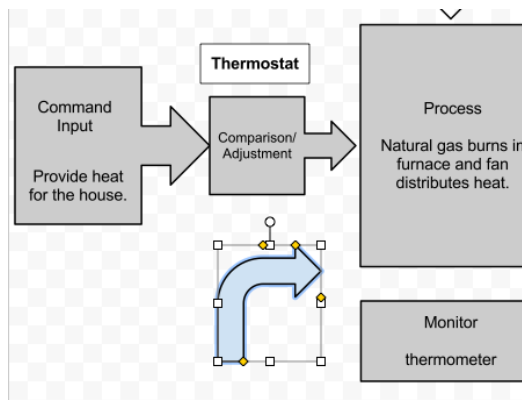 Thermostat
Command
Input
Provide heat
for the house.
Comparison/
Adjustment
Process
Natural gas burns in
furnace and fan
distributes heat.
Monitor
thermometer